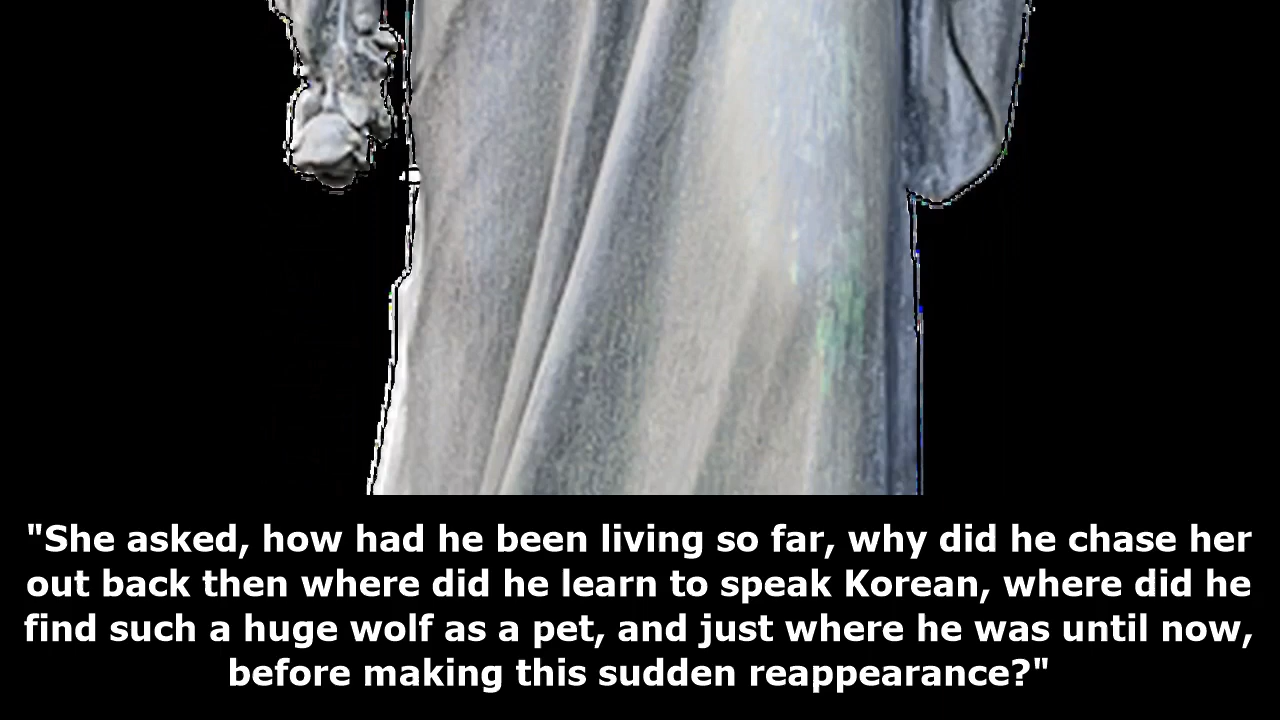 "She asked, how had he been living so far, why did he chase her
out back then where did he learn to speak Korean, where did he
find such a huge wolf as a pet, and just where he was until now,
before making this sudden reappearance?"